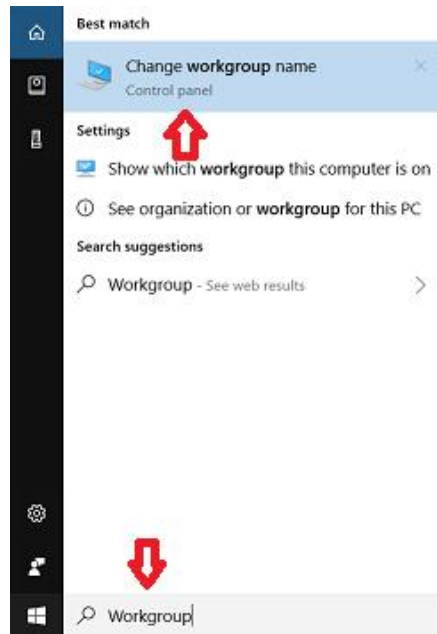 Best match
Change workgroup name
Control panel
Settings
Show which workgroup this computer is on
See organization or workgroup for this PC
Search suggestions
Workgroup - See web results
Workgroup